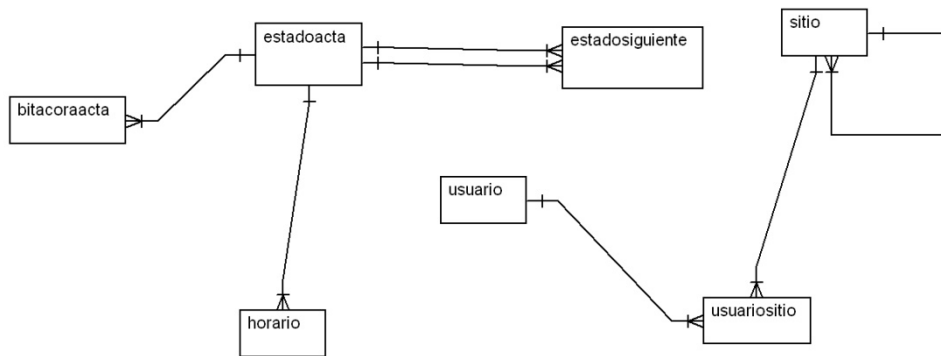 sitio
estadoacta
estadosiguiente
bitacoraacta
usuario
usuariositio
horario